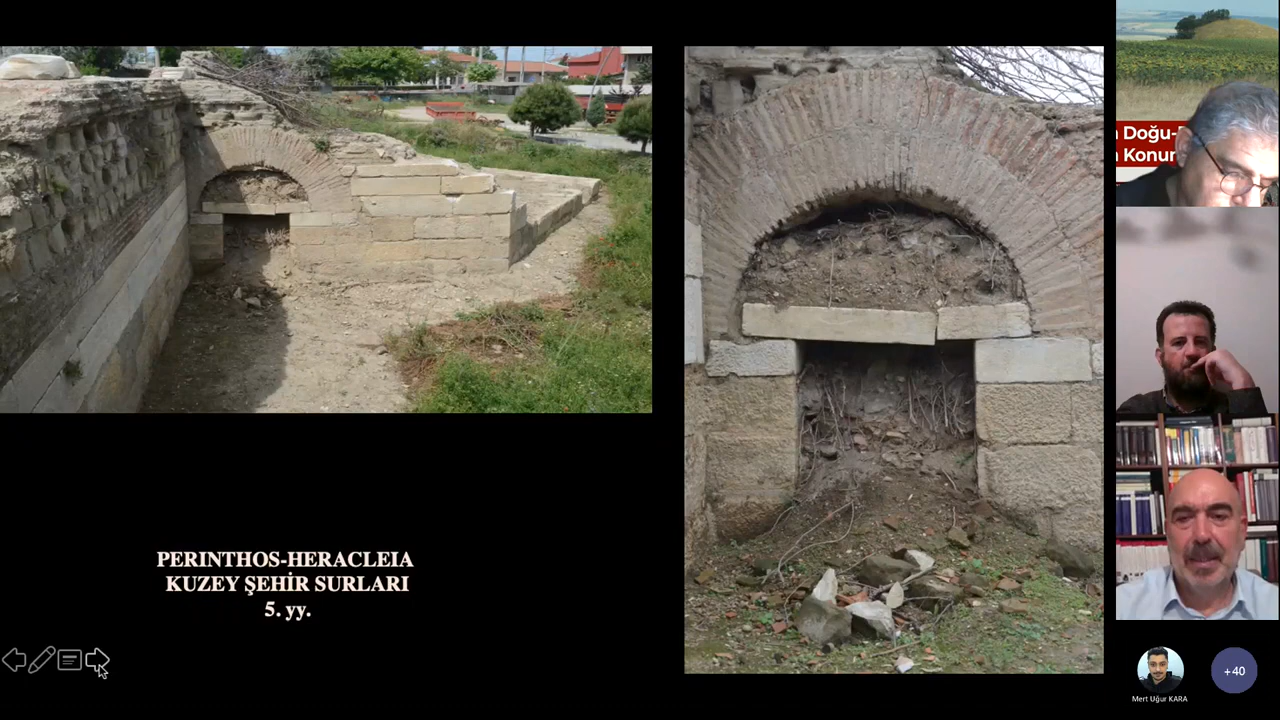 PERINTHOS-HERACLEIA
KUZEY ŞEHİR SURLARI
5. yy.
Doğu-
Konur
Mert Uğur KARA
+40